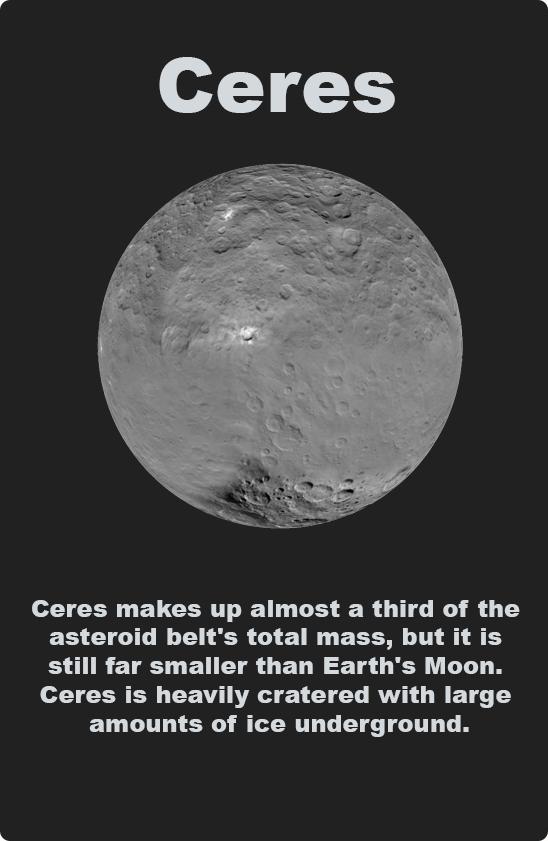 Ceres
Ceres makes up almost a third of the
asteroid belt's total mass, but it is
still far smaller than Earth's Moon.
Ceres is heavily cratered with large
amounts of ice underground.